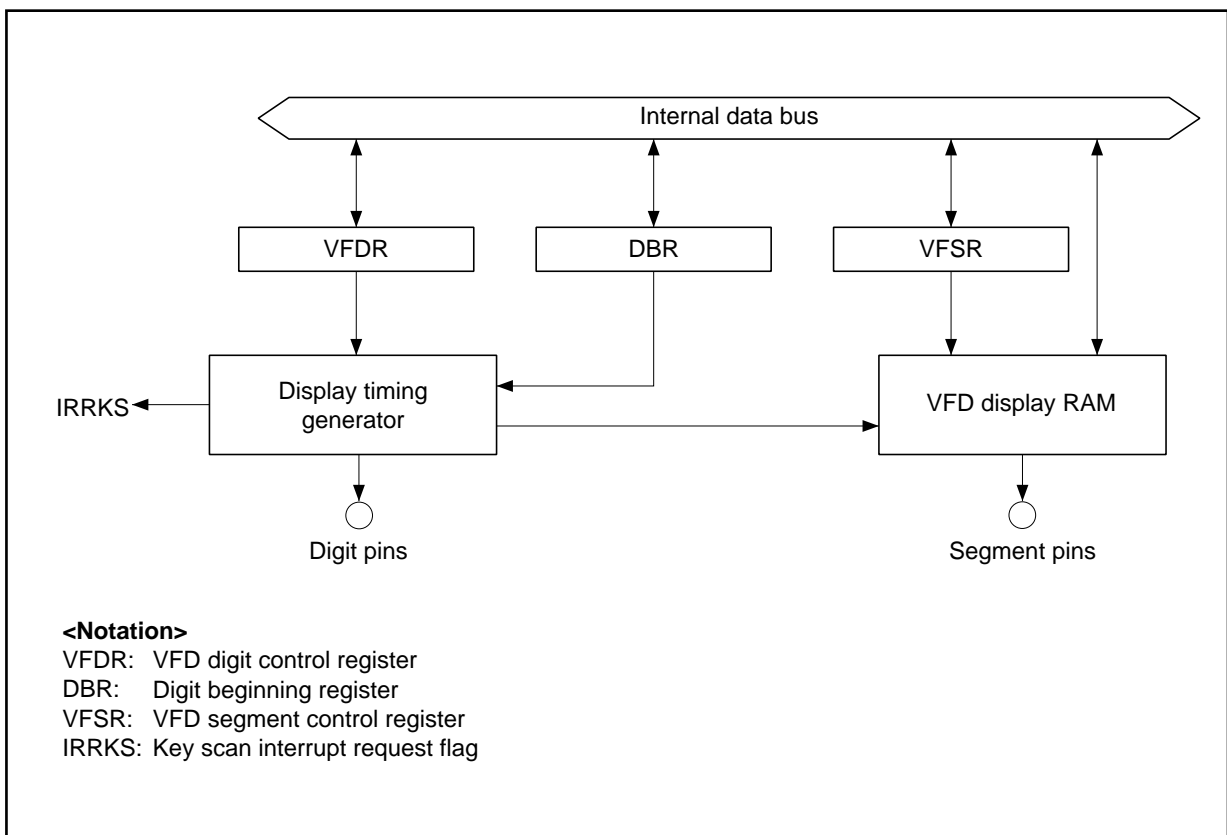 Internal data bus
VFDR
DBR
VFSR
Display timing
generator
VFD display RAM
IRRKS
Digit pins
Segment pins
<Notation>
VFDR: VFD digit control register
DBR: Digit beginning register
VFSR: VFD segment control register
IRRKS: Key scan interrupt request flag